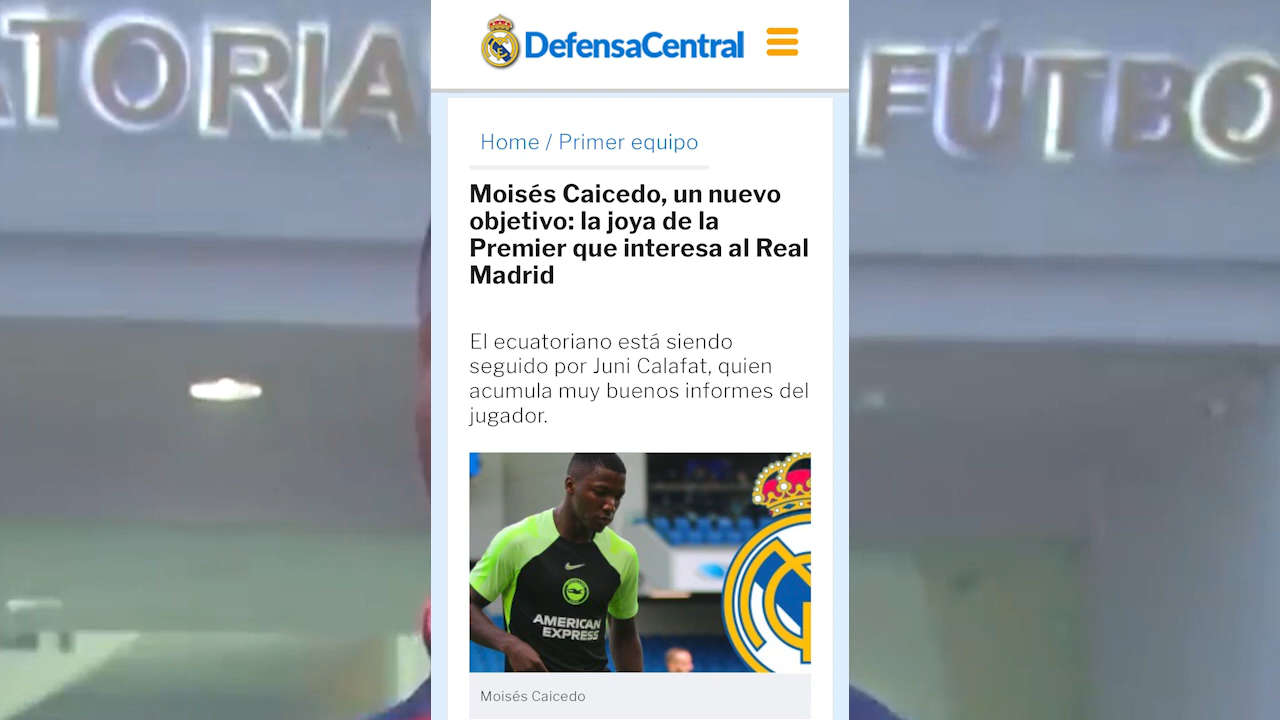 DefensaCentral
Home / Primer equipo
Moisés Caicedo, un nuevo
objetivo: la joya de la
Premier que interesa al Real
Madrid
El ecuatoriano está siendo
seguido por Juni Calafat, quien
acumula muy buenos informes del
jugador.
AMERICAN
EXPRESS
Moisés Caicedo
ATORIA
FÚTBO